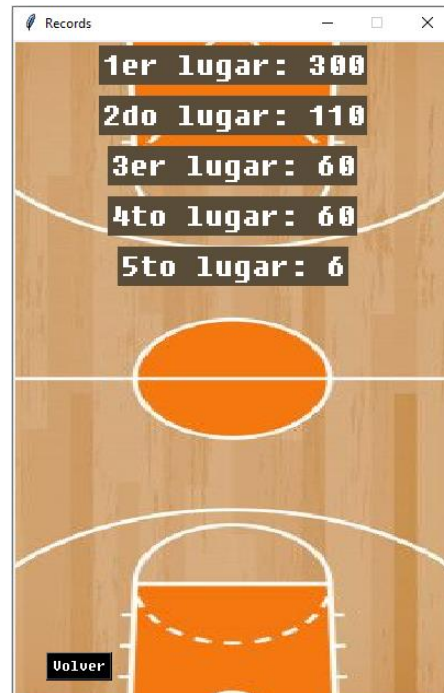 Records
1er lugar: 300
2do lugar: 110
3er lugar: 60
4to lugar: 60
5to lugar: 6
Volver